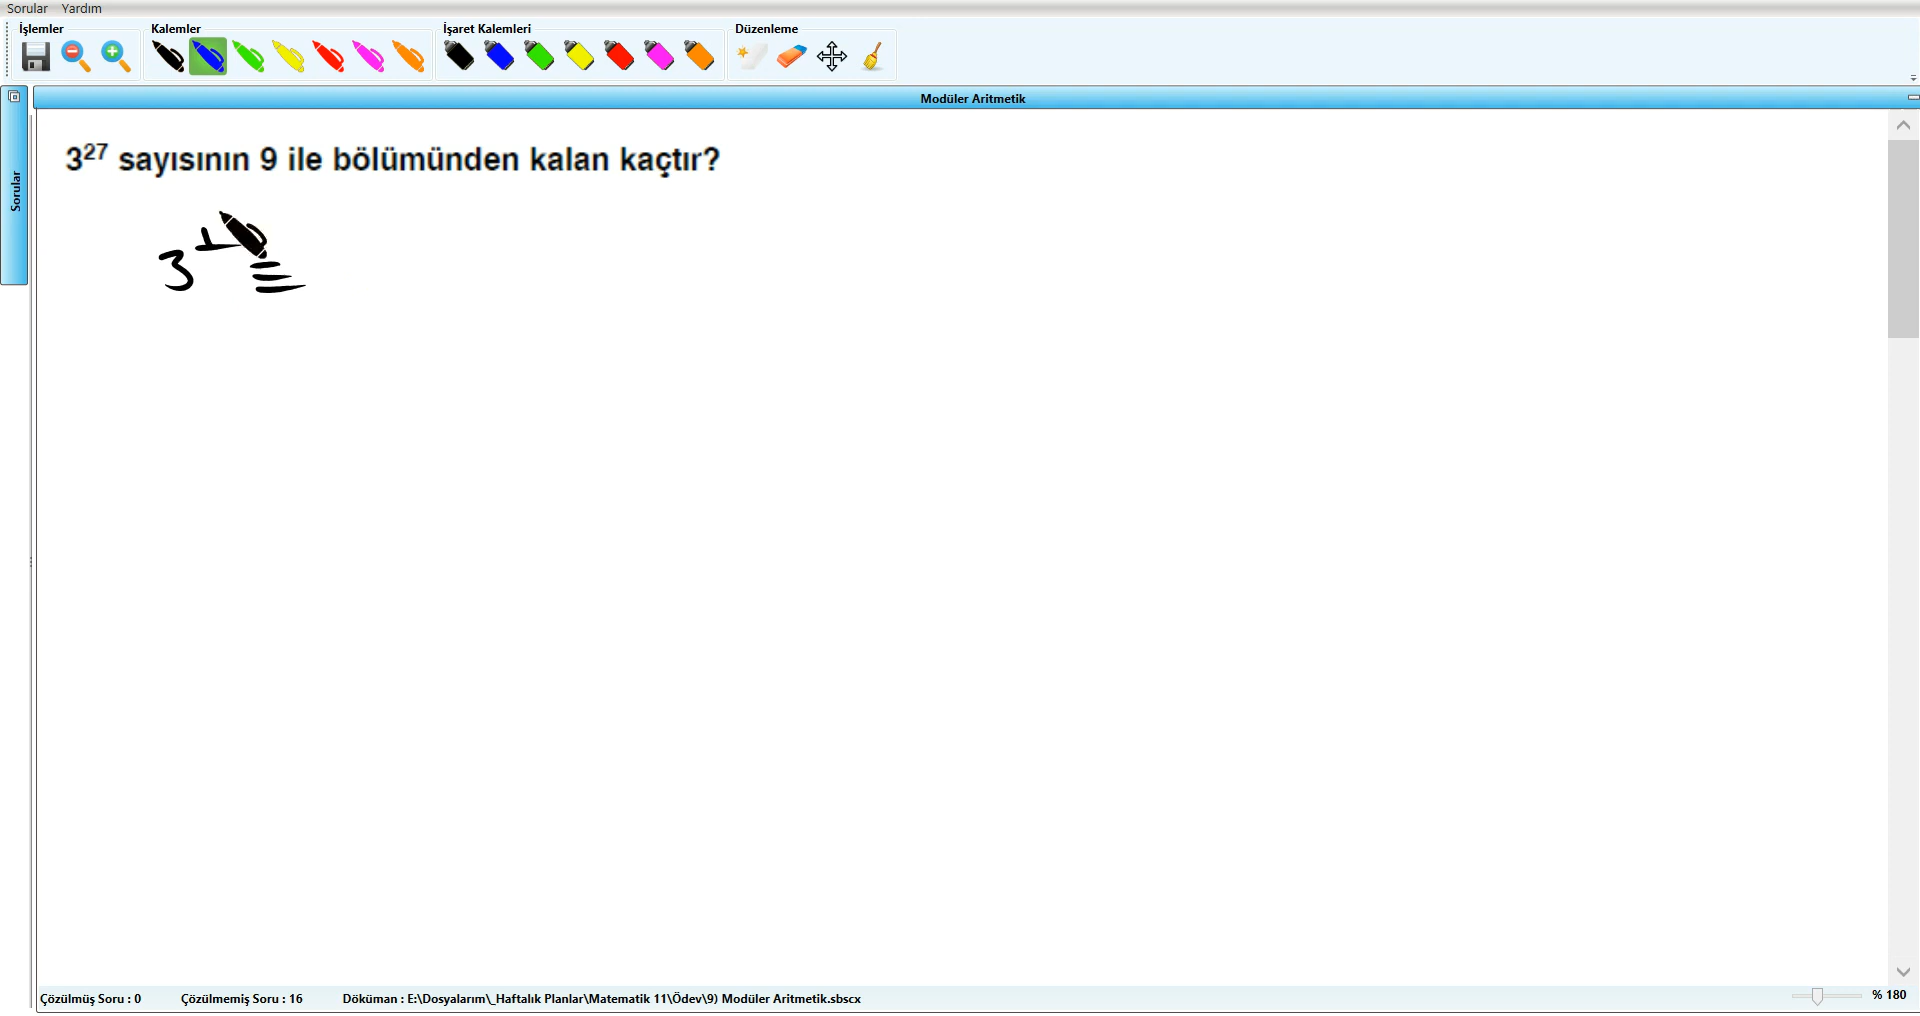 Sorular Yardım
İşlemler Kalemler İşaret Kalemleri Düzenleme
Modüler Aritmetik
Sorular
3²⁷ sayısının 9 ile bölümünden kalan kaçtır?
3
Çözülmüş Soru : 0 Çözülmemiş Soru : 16 Döküman : E:\Dosyalarım\_Haftalık Planlar\Matematik 11\Ödev\9) Modüler Aritmetik.sbscx % 180